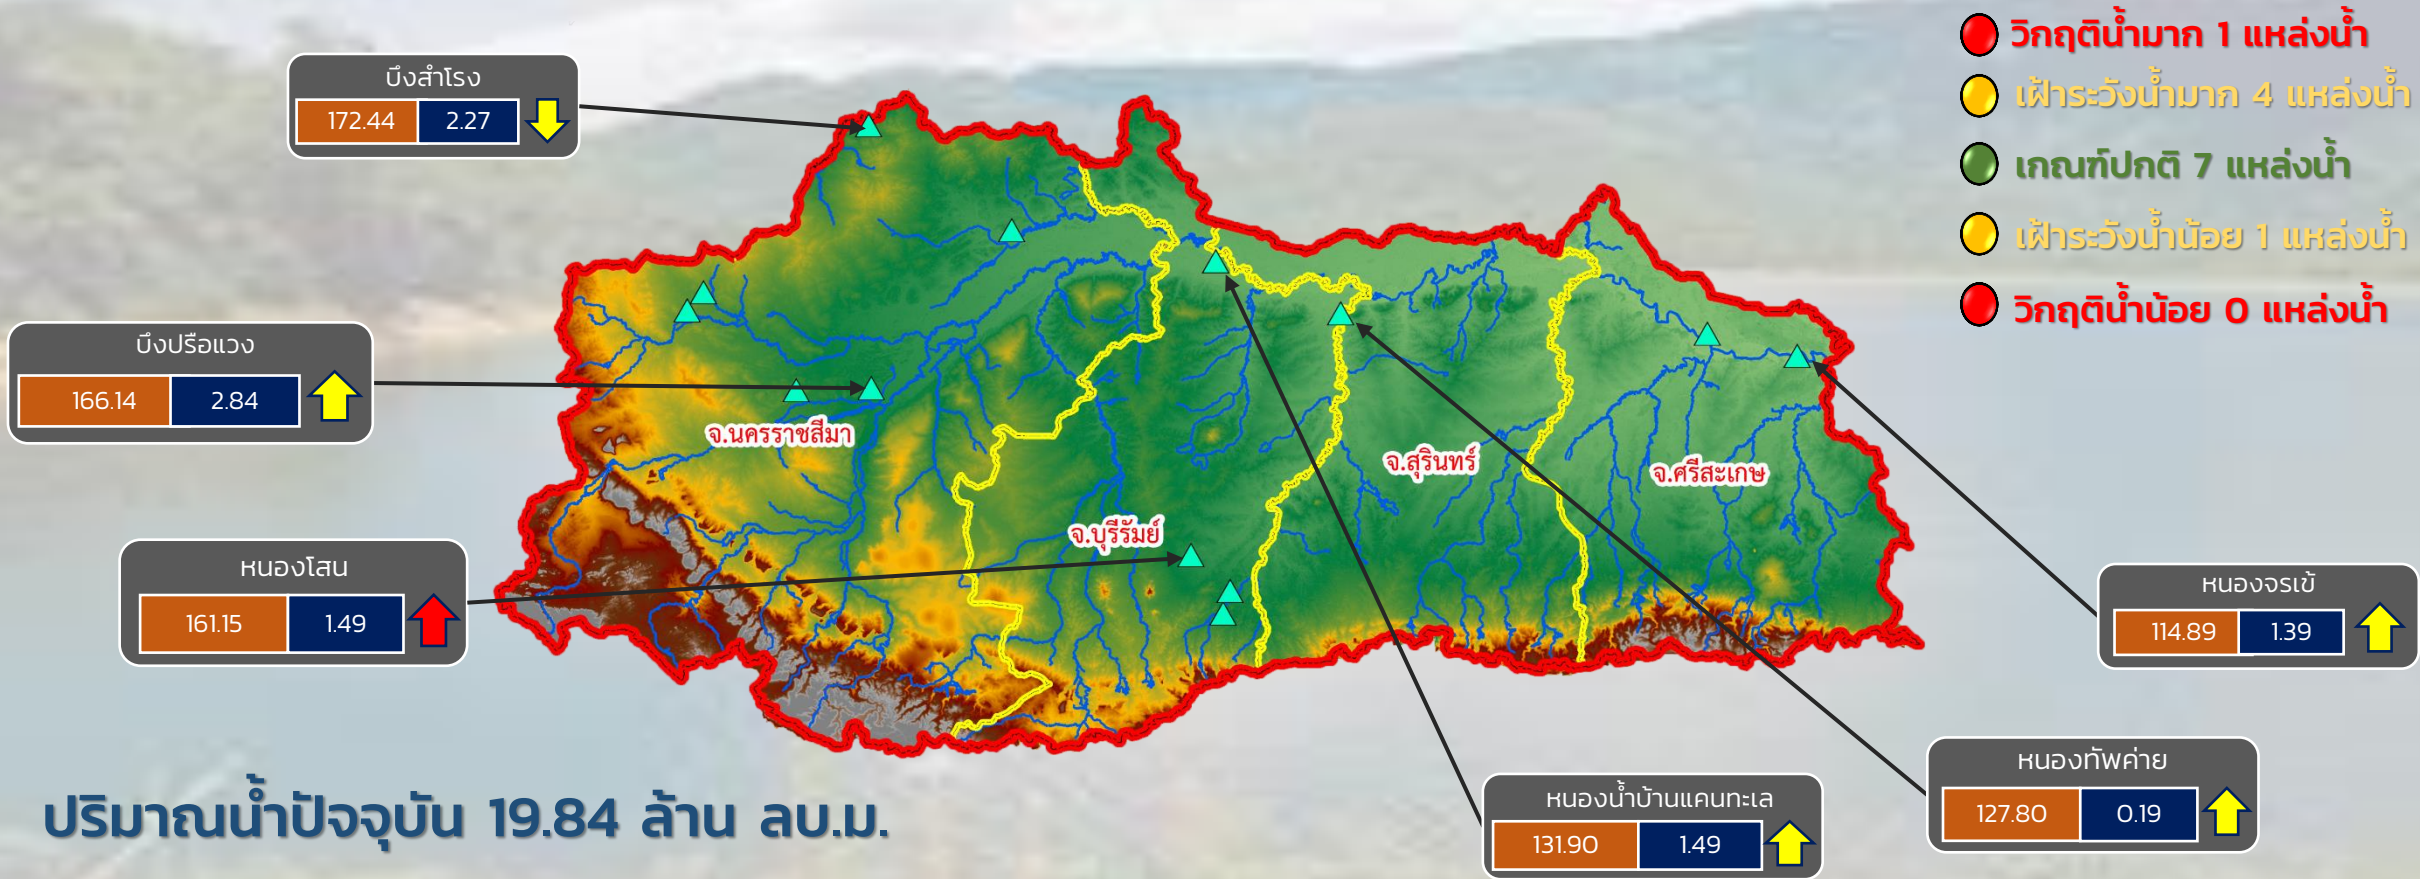 วิกฤติน้ำมาก 1 แหล่งน้ำ
เฝ้าระวังน้ำมาก 4 แหล่งน้ำ
เกณฑ์ปกติ 7 แหล่งน้ำ
เฝ้าระวังน้ำน้อย 1 แหล่งน้ำ
วิกฤติน้ำน้อย 0 แหล่งน้ำ
บึงสำโรง
172.44 2.27
บึงปรือแวง
166.14 2.84
หนองโสน
161.15 1.49
จ.นครราชสีมา
จ.บุรีรัมย์
จ.สุรินทร์
จ.ศรีสะเกษ
หนองจรเข้
114.89 1.39
หนองทัพค่าย
127.80 0.19
หนองน้ำบ้านแคนทะเล
131.90 1.49
ปริมาณน้ำปัจจุบัน 19.84 ล้าน ลบ.ม.